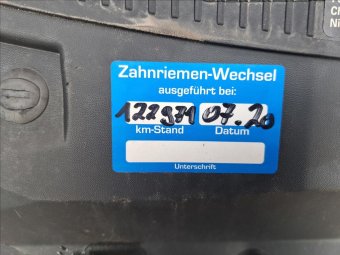 Zahnriemen-Wechsel
ausgeführt bei:
122971 07.20
km-Stand Datum
Unterschrift